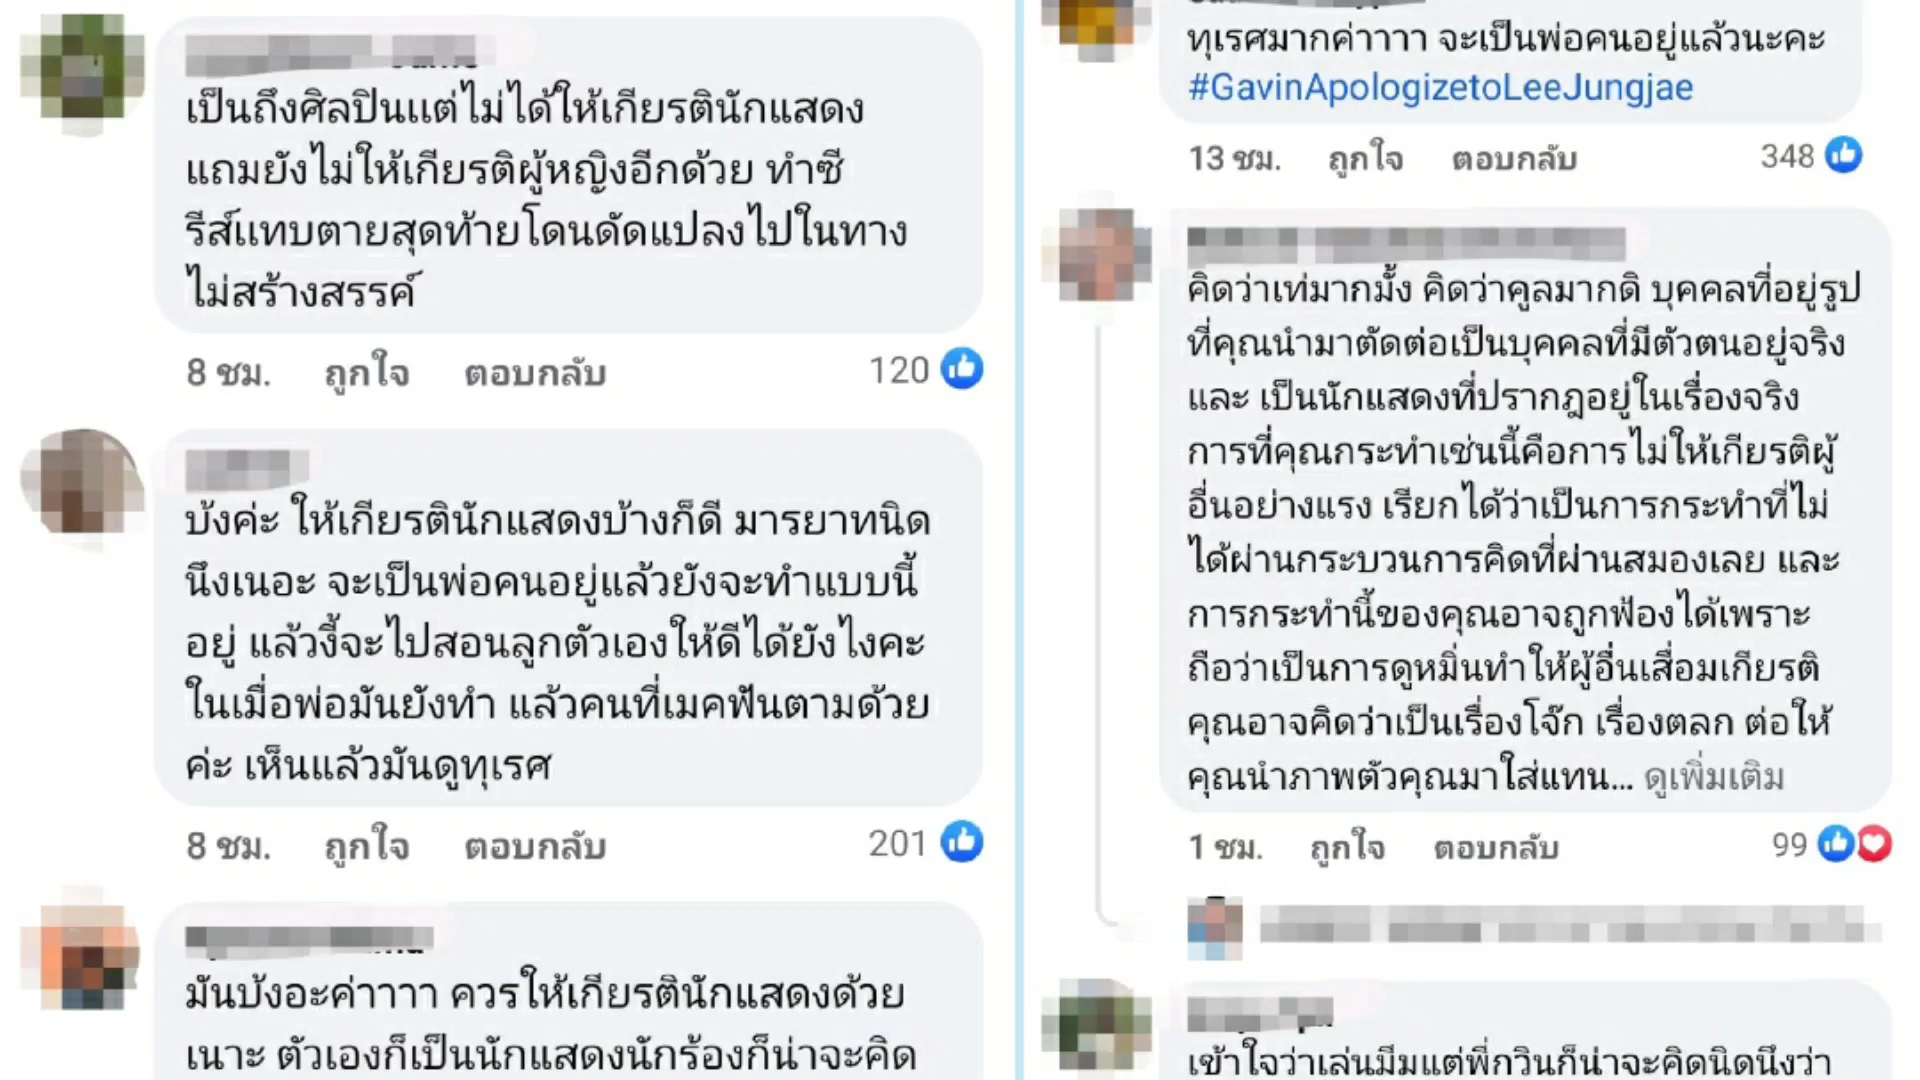 เป็นถึงศิลปินแต่ไม่ได้ให้เกียรตินักแสดง
แถมยังไม่ให้เกียรติผู้หญิงอีกด้วย ทำซี
รีส์แทบตายสุดท้ายโดนดัดแปลงไปในทาง
ไม่สร้างสรรค์
8 ชม. ถูกใจ ตอบกลับ 120
บ้งค่ะ ให้เกียรตินักแสดงบ้างก็ดี มารยาทนิด
นึงเนอะ จะเป็นพ่อคนอยู่แล้วยังจะทำแบบนี้
อยู่ แล้วงี้จะไปสอนลูกตัวเองให้ดีได้ยังไงคะ
ในเมื่อพ่อมันยังทำ แล้วคนที่เมคฟันตามด้วย
ค่ะ เห็นแล้วมันดูทุเรศ
8 ชม. ถูกใจ ตอบกลับ 201
มันบ้งอะค่าาาา ควรให้เกียรตินักแสดงด้วย
เนาะ ตัวเองก็เป็นนักแสดงนักร้องก็น่าจะคิด
ทุเรศมากค่าาาา จะเป็นพ่อคนอยู่แล้วนะคะ
#GavinApologizetoLeeJungjae
13 ชม. ถูกใจ ตอบกลับ 348
คิดว่าเท่มากมั้ง คิดว่าคูลมากดิ บุคคลที่อยู่รูป
ที่คุณนำมาตัดต่อเป็นบุคคลที่มีตัวตนอยู่จริง
และ เป็นนักแสดงที่ปรากฎอยู่ในเรื่องจริง
การที่คุณกระทำเช่นนี้คือการไม่ให้เกียรติผู้
อื่นอย่างแรง เรียกได้ว่าเป็นการกระทำที่ไม่
ได้ผ่านกระบวนการคิดที่ผ่านสมองเลย และ
การกระทำนี้ของคุณอาจถูกฟ้องได้เพราะ
ถือว่าเป็นการดูหมิ่นทำให้ผู้อื่นเสื่อมเกียรติ
คุณอาจคิดว่าเป็นเรื่องโจ๊ก เรื่องตลก ต่อให้
คุณนำภาพตัวคุณมาใส่แทน... ดูเพิ่มเติม
1 ชม. ถูกใจ ตอบกลับ 99
เข้าใจว่าเล่นมีมแต่พี่กวินก็น่าจะคิดนิดนึงว่า